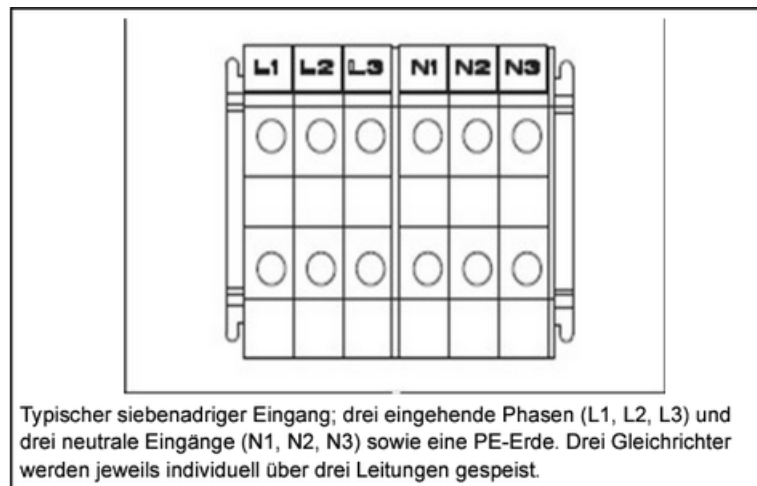 L1 L2 L3 N1 N2 N3
Typischer siebenadriger Eingang; drei eingehende Phasen (L1, L2, L3) und
drei neutrale Eingänge (N1, N2, N3) sowie eine PE-Erde. Drei Gleichrichter
werden jeweils individuell über drei Leitungen gespeist.